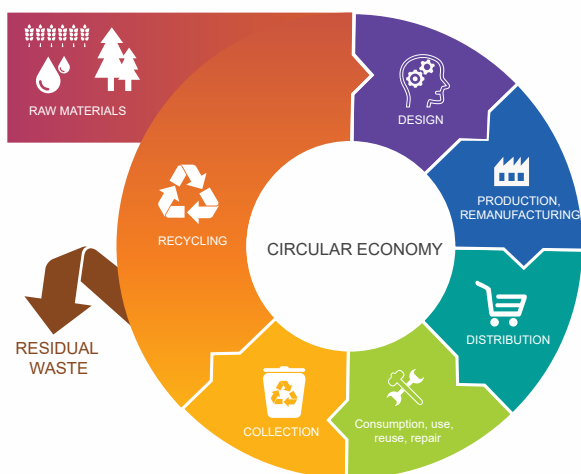 RAW MATERIALS
DESIGN
PRODUCTION,
REMANUFACTURING
RECYCLING
CIRCULAR ECONOMY
DISTRIBUTION
RESIDUAL
WASTE
COLLECTION
Consumption, use,
reuse, repair